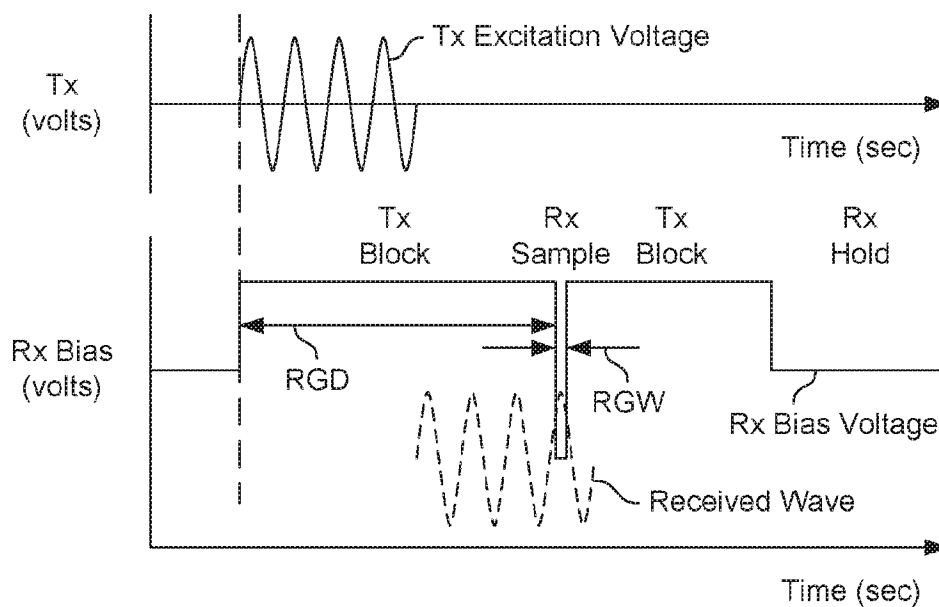 Tx Excitation Voltage
Tx
(volts)
Time (sec)
Tx
Block
Rx
Sample
Tx
Block
Rx
Hold
Rx Bias
(volts)
RGD
RGW
Rx Bias Voltage
Received Wave
Time (sec)